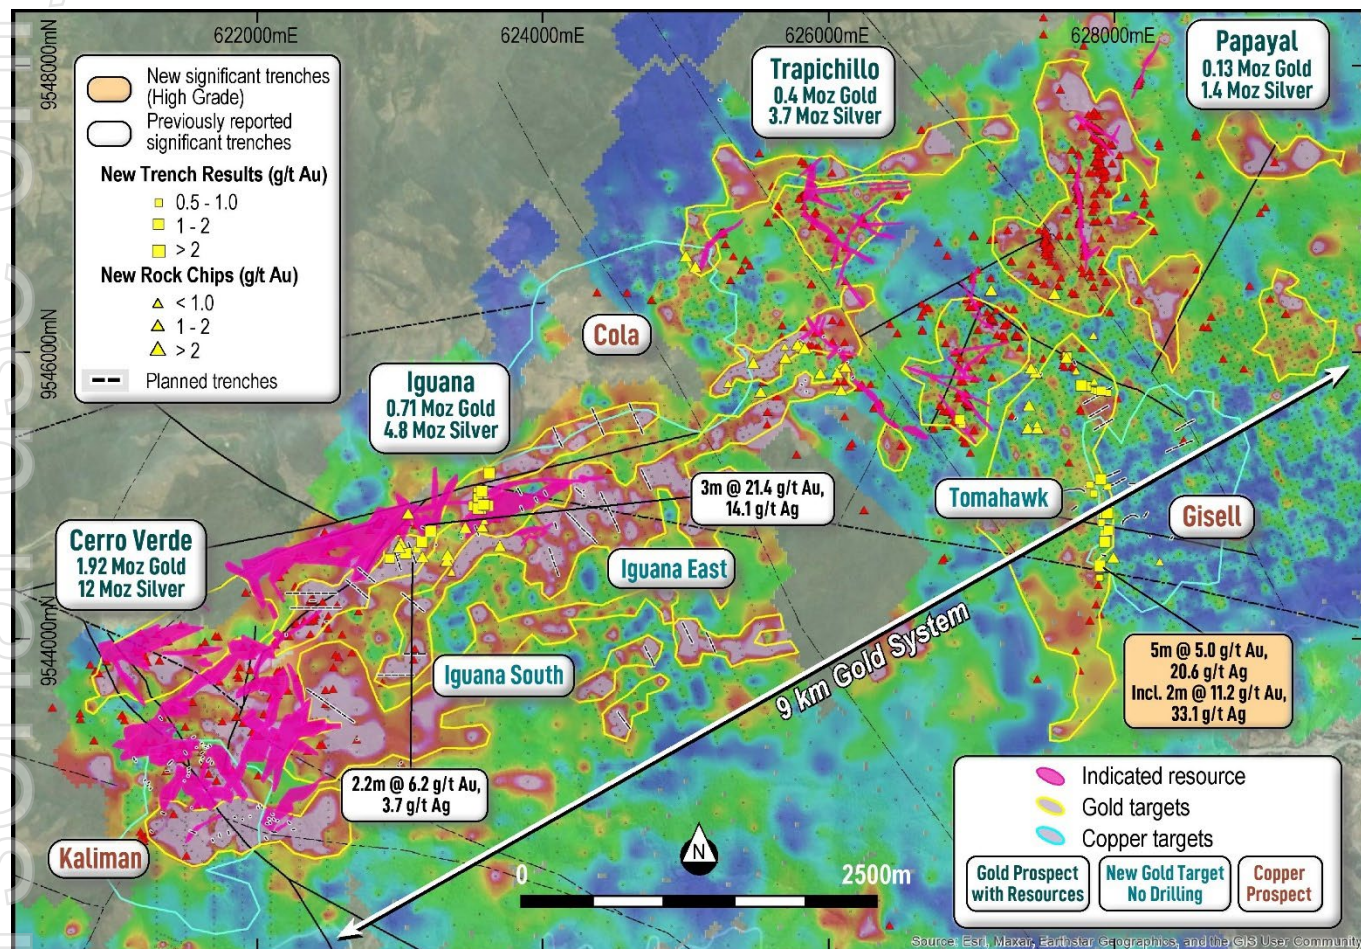 622000mE
624000mE
626000mE
628000mE
9548000mN
9546000mN
9544000mN
New significant trenches
(High Grade)
Previously reported
significant trenches
New Trench Results (g/t Au)
0.5 - 1.0
1 - 2
> 2
New Rock Chips (g/t Au)
< 1.0
1 - 2
> 2
Planned trenches
Trapichillo
0.4 Moz Gold
3.7 Moz Silver
Papayal
0.13 Moz Gold
1.4 Moz Silver
Cola
Iguana
0.71 Moz Gold
4.8 Moz Silver
3m @ 21.4 g/t Au,
14.1 g/t Ag
Tomahawk
Gisell
Cerro Verde
1.92 Moz Gold
12 Moz Silver
Iguana East
Iguana South
9 km Gold System
5m @ 5.0 g/t Au,
20.6 g/t Ag
Incl. 2m @ 11.2 g/t Au,
33.1 g/t Ag
2.2m @ 6.2 g/t Au,
3.7 g/t Ag
Kaliman
N
0
2500m
Indicated resource
Gold targets
Copper targets
Gold Prospect
with Resources
New Gold Target
No Drilling
Copper
Prospect
Source: Esri, Maxar, Earthstar Geographics, and the GIS User Community